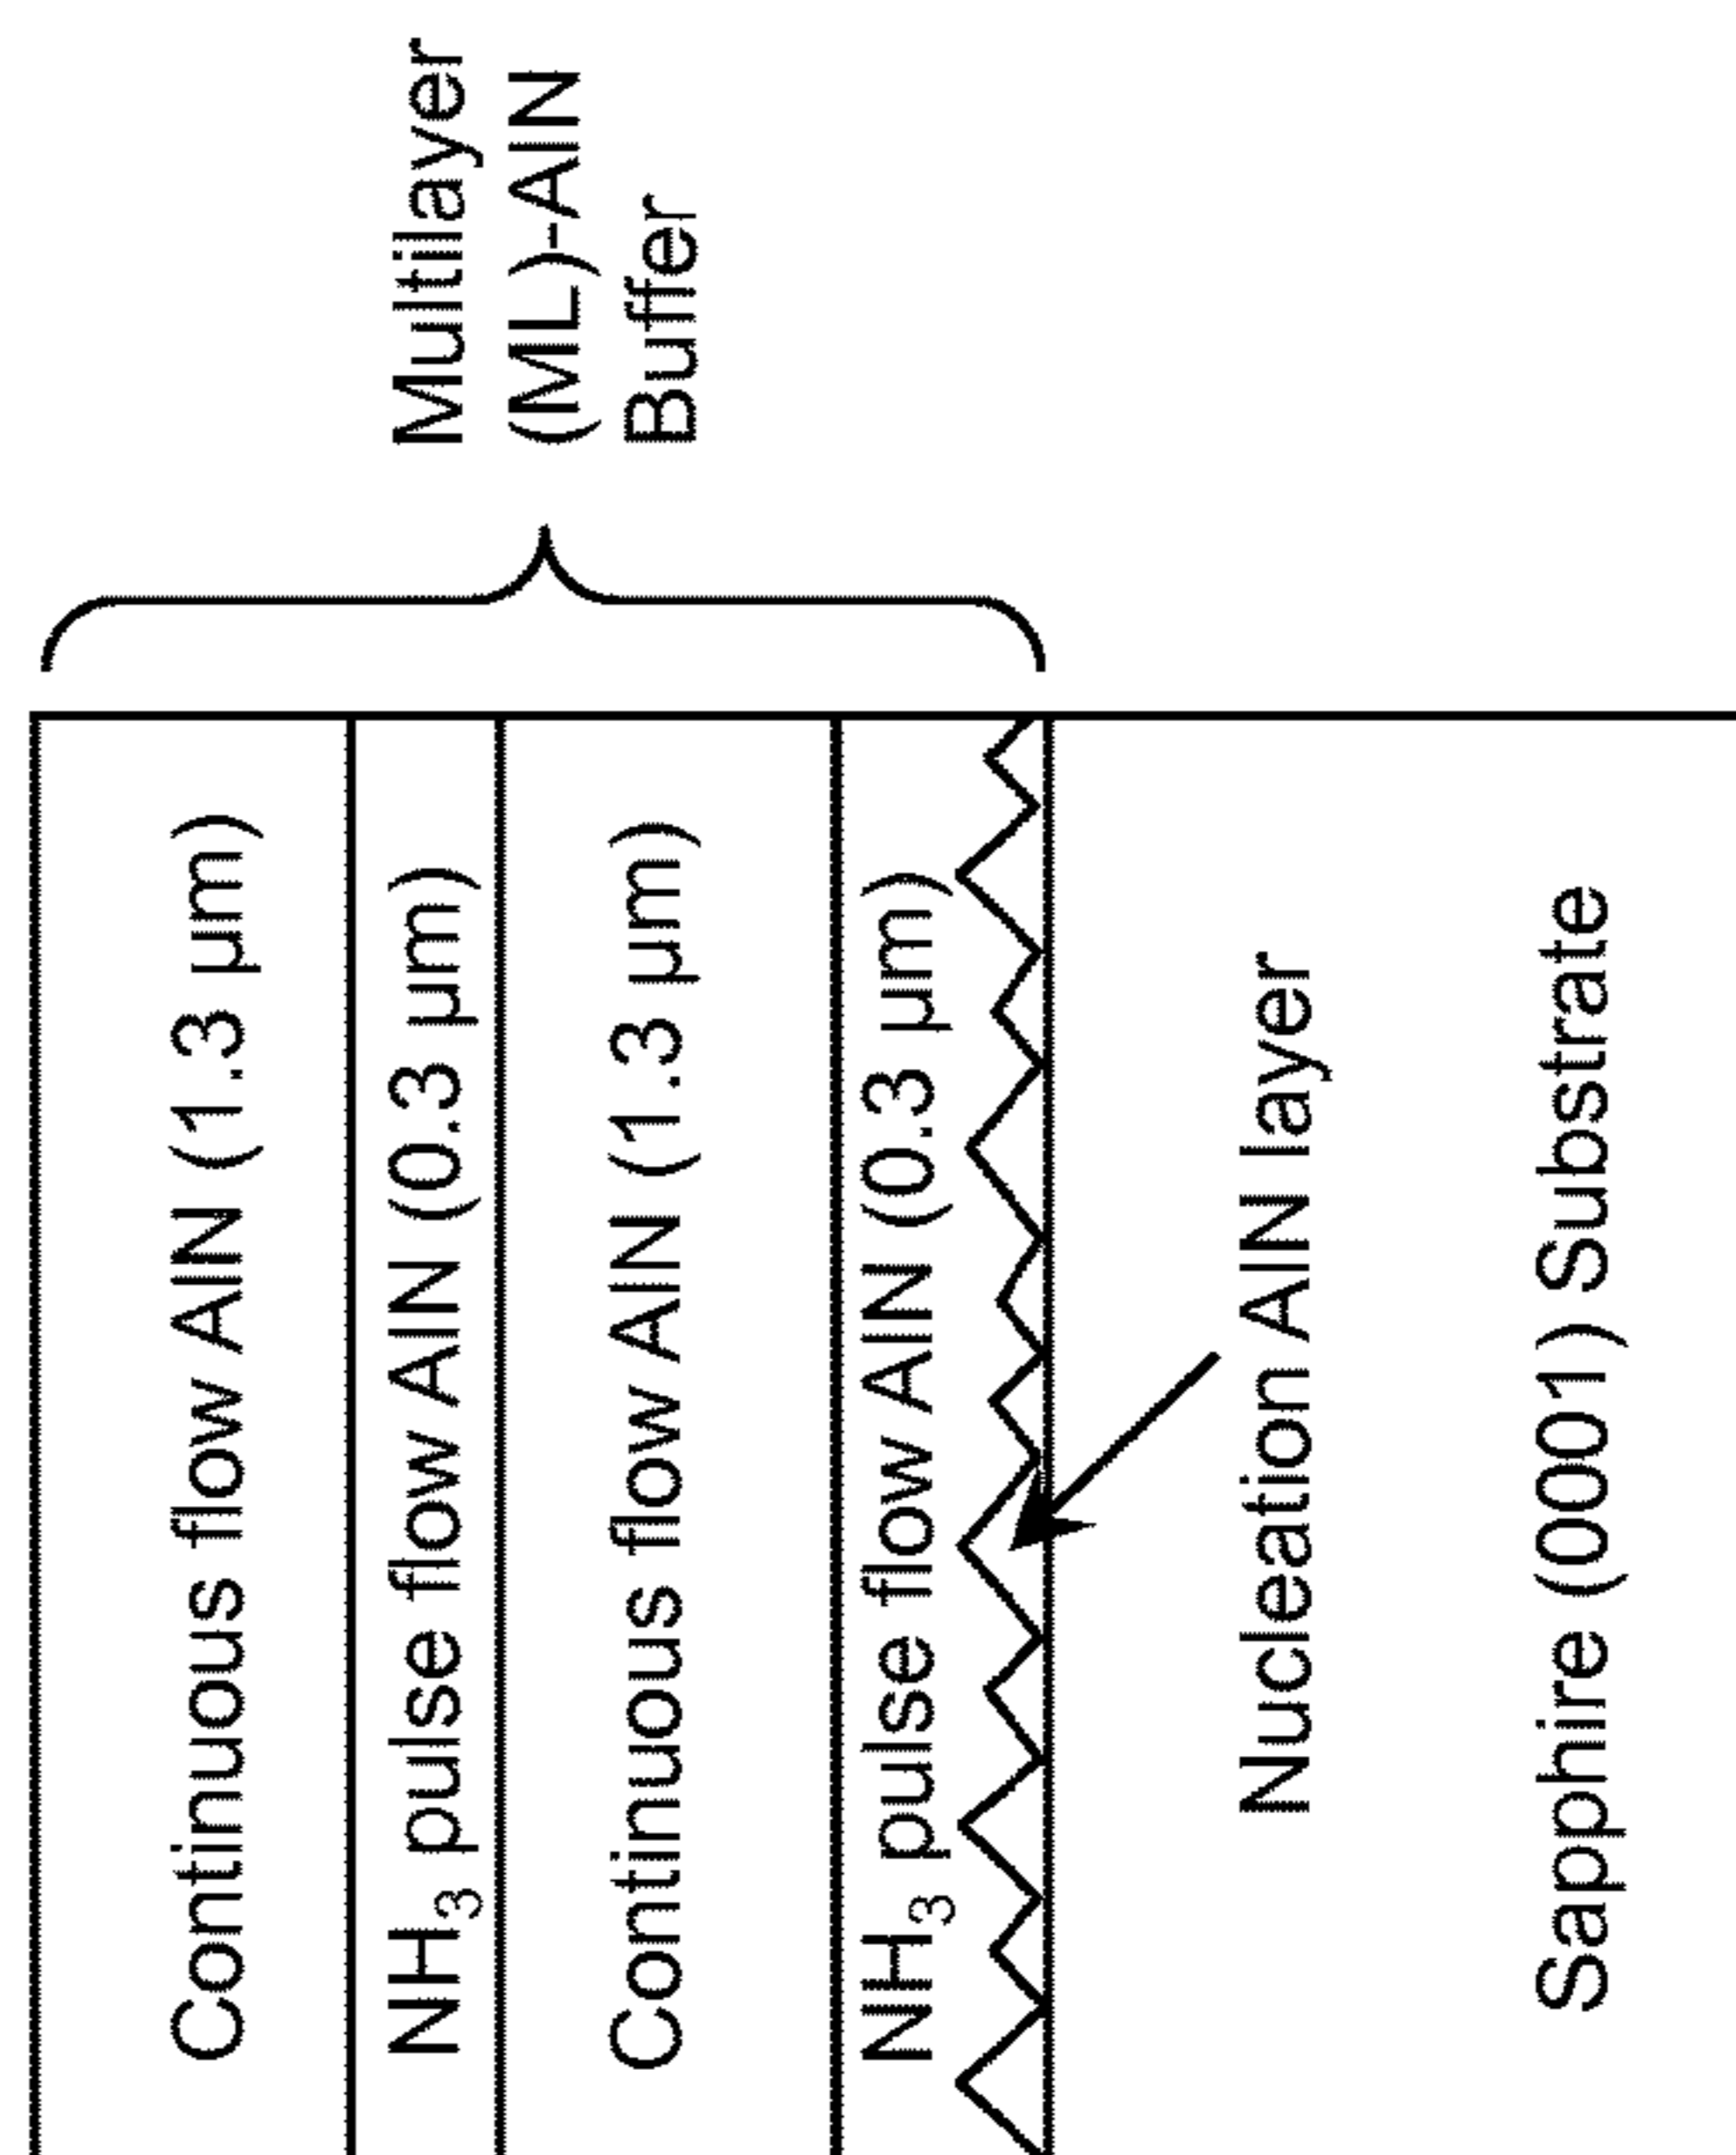 Continuous flow AlN (1.3 μm)
NH₃ pulse flow AlN (0.3 μm)
Continuous flow AlN (1.3 μm)
NH₃ pulse flow AlN (0.3 μm)
Nucleation AlN layer
Sapphire (0001) Substrate
Multilayer
(ML)-AlN
Buffer